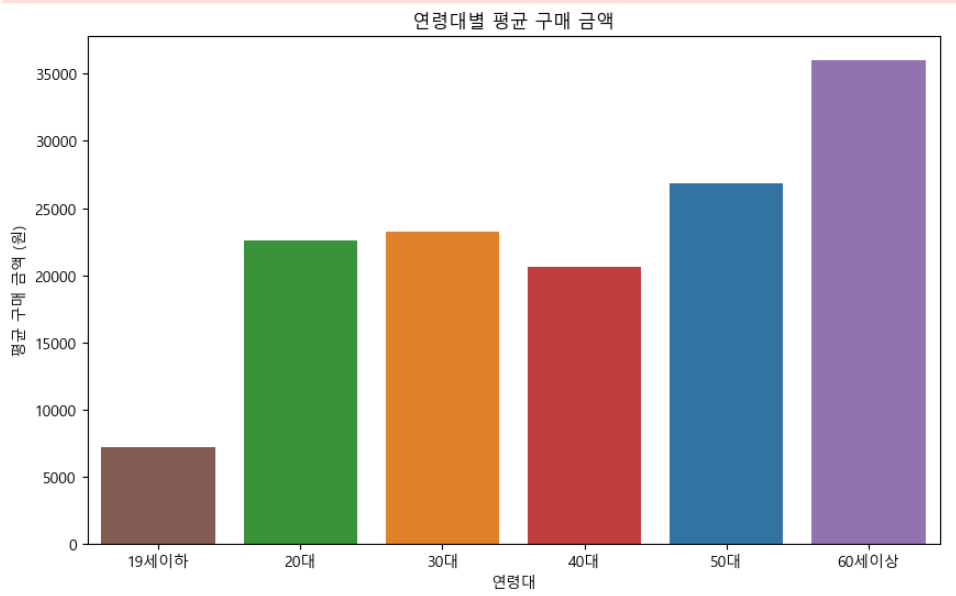 연령대별 평균 구매 금액
평균 구매 금액 (원)
35000
30000
25000
20000
15000
10000
5000
0
19세이하
20대
30대
40대
50대
60세이상
연령대